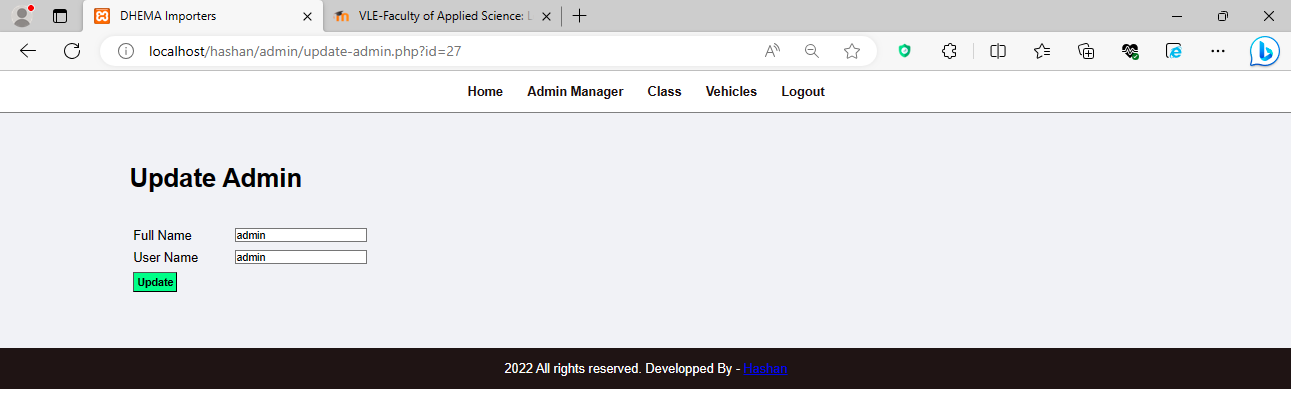 DHEMA Importers
VLE-Faculty of Applied Science: L
localhost/hashan/admin/update-admin.php?id=27
Home Admin Manager Class Vehicles Logout
Update Admin
Full Name admin
User Name admin
Update
2022 All rights reserved. Developped By - Hashan